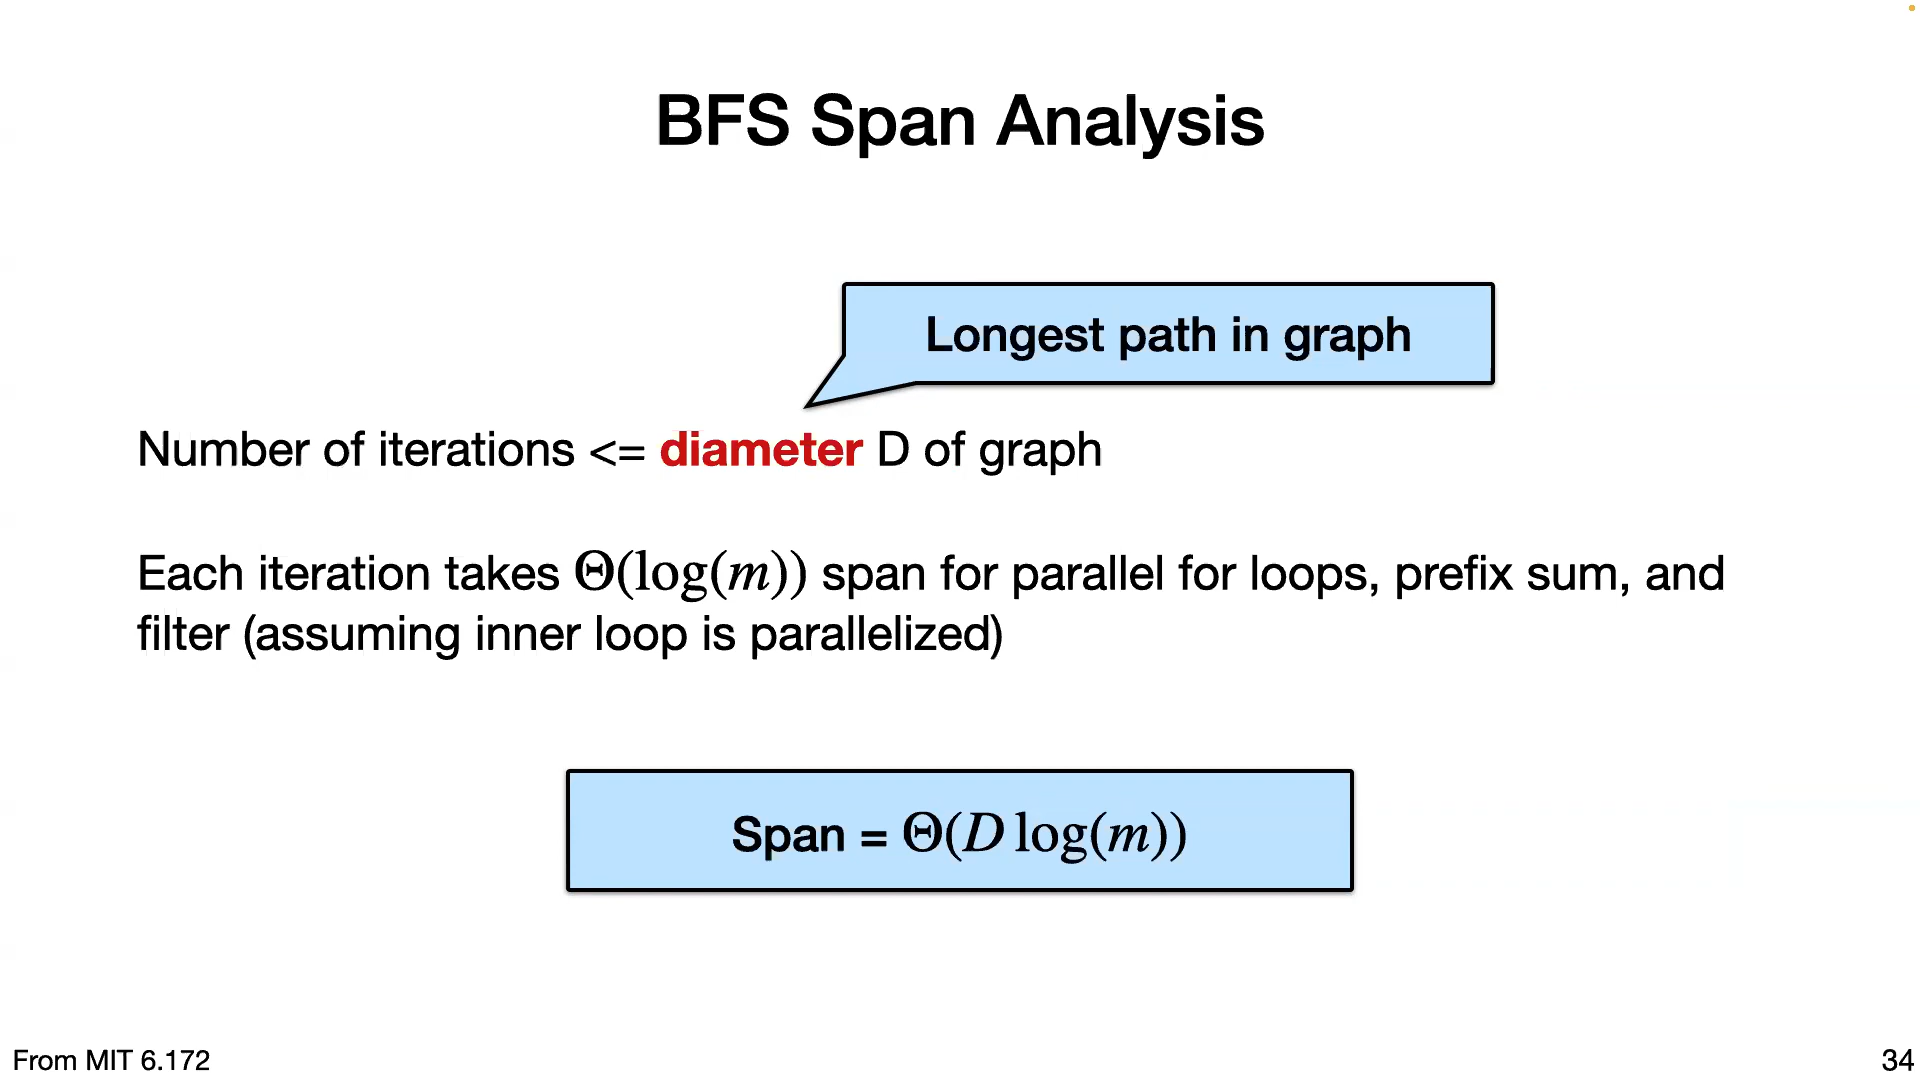 BFS Span Analysis
Longest path in graph
Number of iterations <= diameter D of graph
Each iteration takes Θ(log(m)) span for parallel for loops, prefix sum, and
filter (assuming inner loop is parallelized)
Span = Θ(D log(m))
From MIT 6.172
34